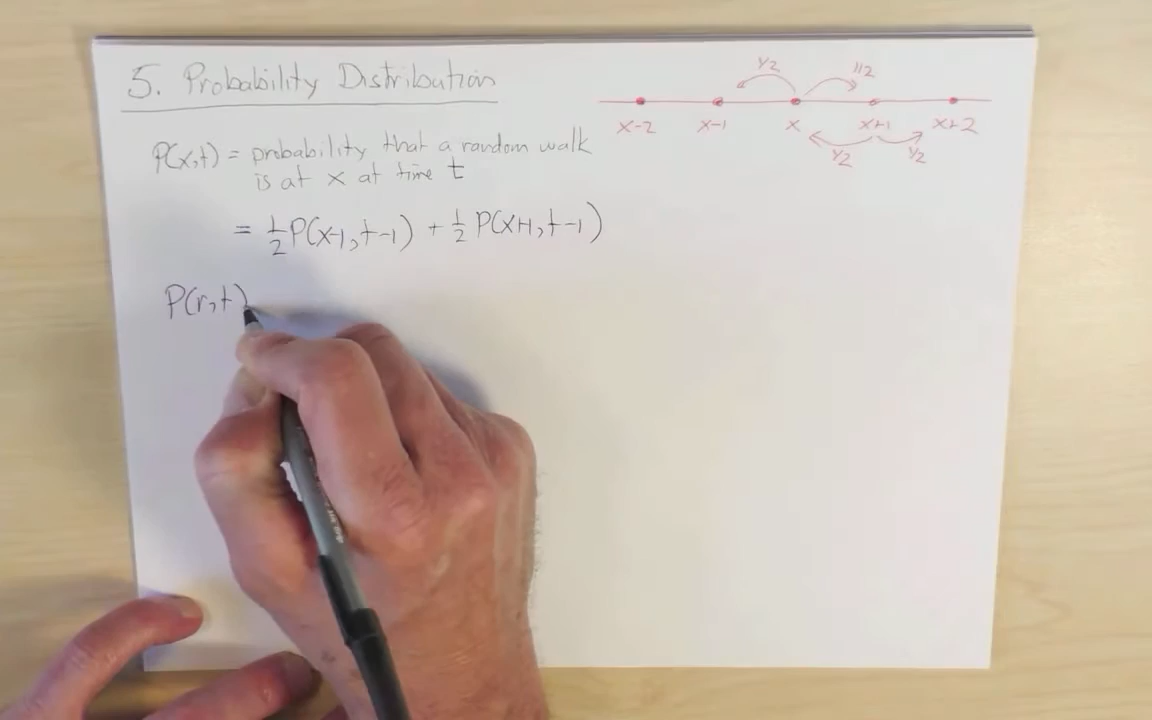 5. Probability Distribution
P(x,t) = probability that a random walk
is at x at time t
= 1/2 P(x-1,t-1) + 1/2 P(x+1,t-1)
P(r,t)
1/2 1/2
x-2 x-1 x x+1 x+2
1/2 1/2